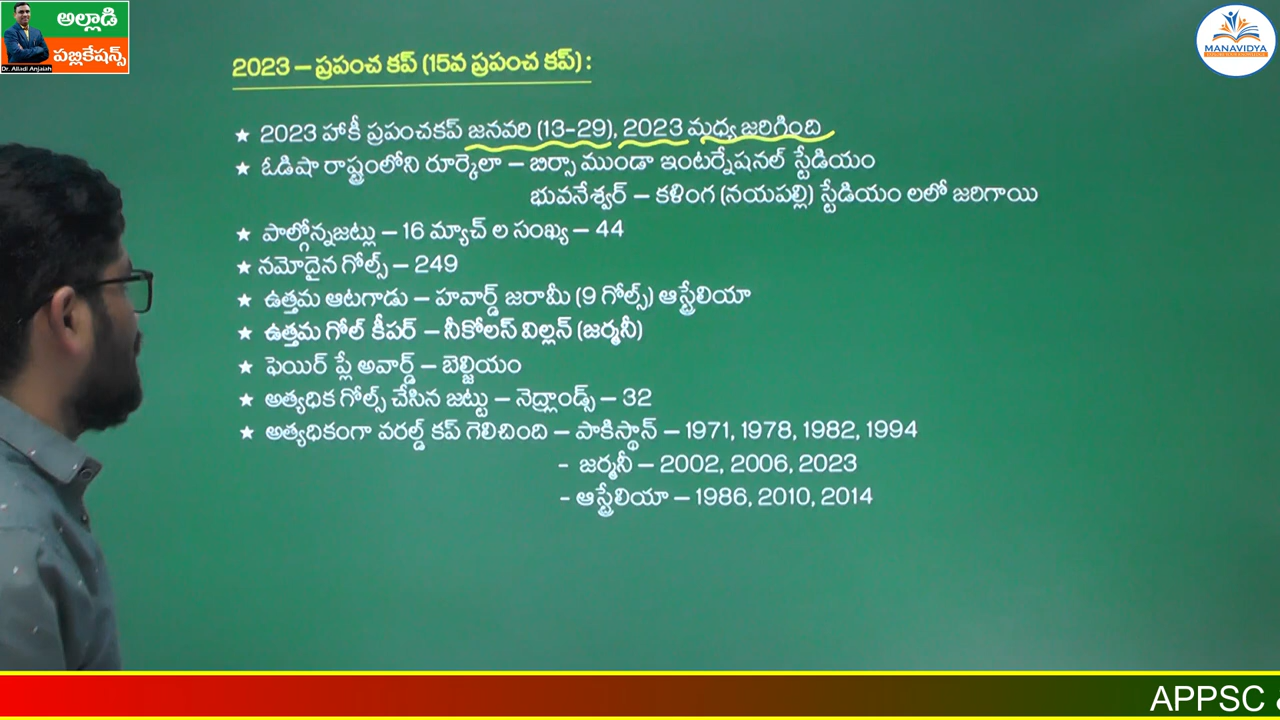 అల్లాడి
పబ్లికేషన్స్
Dr. Alladi Anjaiah
MANAVIDYA
2023 – ప్రపంచ కప్ (15వ ప్రపంచ కప్) :
★ 2023 హాకీ ప్రపంచకప్ జనవరి (13-29), 2023 మధ్య జరిగింది
★ ఓడిషా రాష్ట్రంలోని రూర్కెలా – బిర్సా ముండా ఇంటర్నేషనల్ స్టేడియం
భువనేశ్వర్ – కళింగ (నయపల్లి) స్టేడియం లలో జరిగాయి
★ పాల్గోన్నజట్లు – 16 మ్యాచ్ ల సంఖ్య – 44
★ నమోదైన గోల్స్ – 249
★ ఉత్తమ ఆటగాడు – హవార్డ్ జరామీ (9 గోల్స్) ఆస్ట్రేలియా
★ ఉత్తమ గోల్ కీపర్ – నీకోలస్ విల్లన్ (జర్మనీ)
★ ఫెయిర్ ప్లే అవార్డ్ – బెల్జియం
★ అత్యధిక గోల్స్ చేసిన జట్టు – నెద్ర్లాండ్స్ – 32
★ అత్యధికంగా వరల్డ్ కప్ గెలిచింది – పాకిస్థాన్ – 1971, 1978, 1982, 1994
- జర్మనీ – 2002, 2006, 2023
- ఆస్ట్రేలియా – 1986, 2010, 2014
APPSC